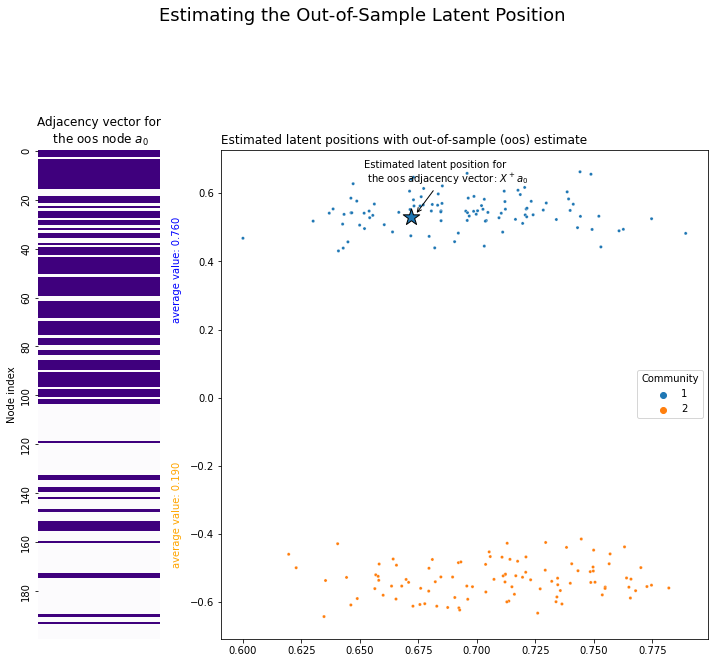 Estimating the Out-of-Sample Latent Position
Adjacency vector for
the oos node a₀
0
20
40
60
80
100
120
140
160
180
Node index
average value: 0.760
average value: 0.190
Estimated latent positions with out-of-sample (oos) estimate
Estimated latent position for
the oos adjacency vector: X⁺a₀
0.6
0.4
0.2
0.0
−0.2
−0.4
−0.6
0.600
0.625
0.650
0.675
0.700
0.725
0.750
0.775
Community
1
2